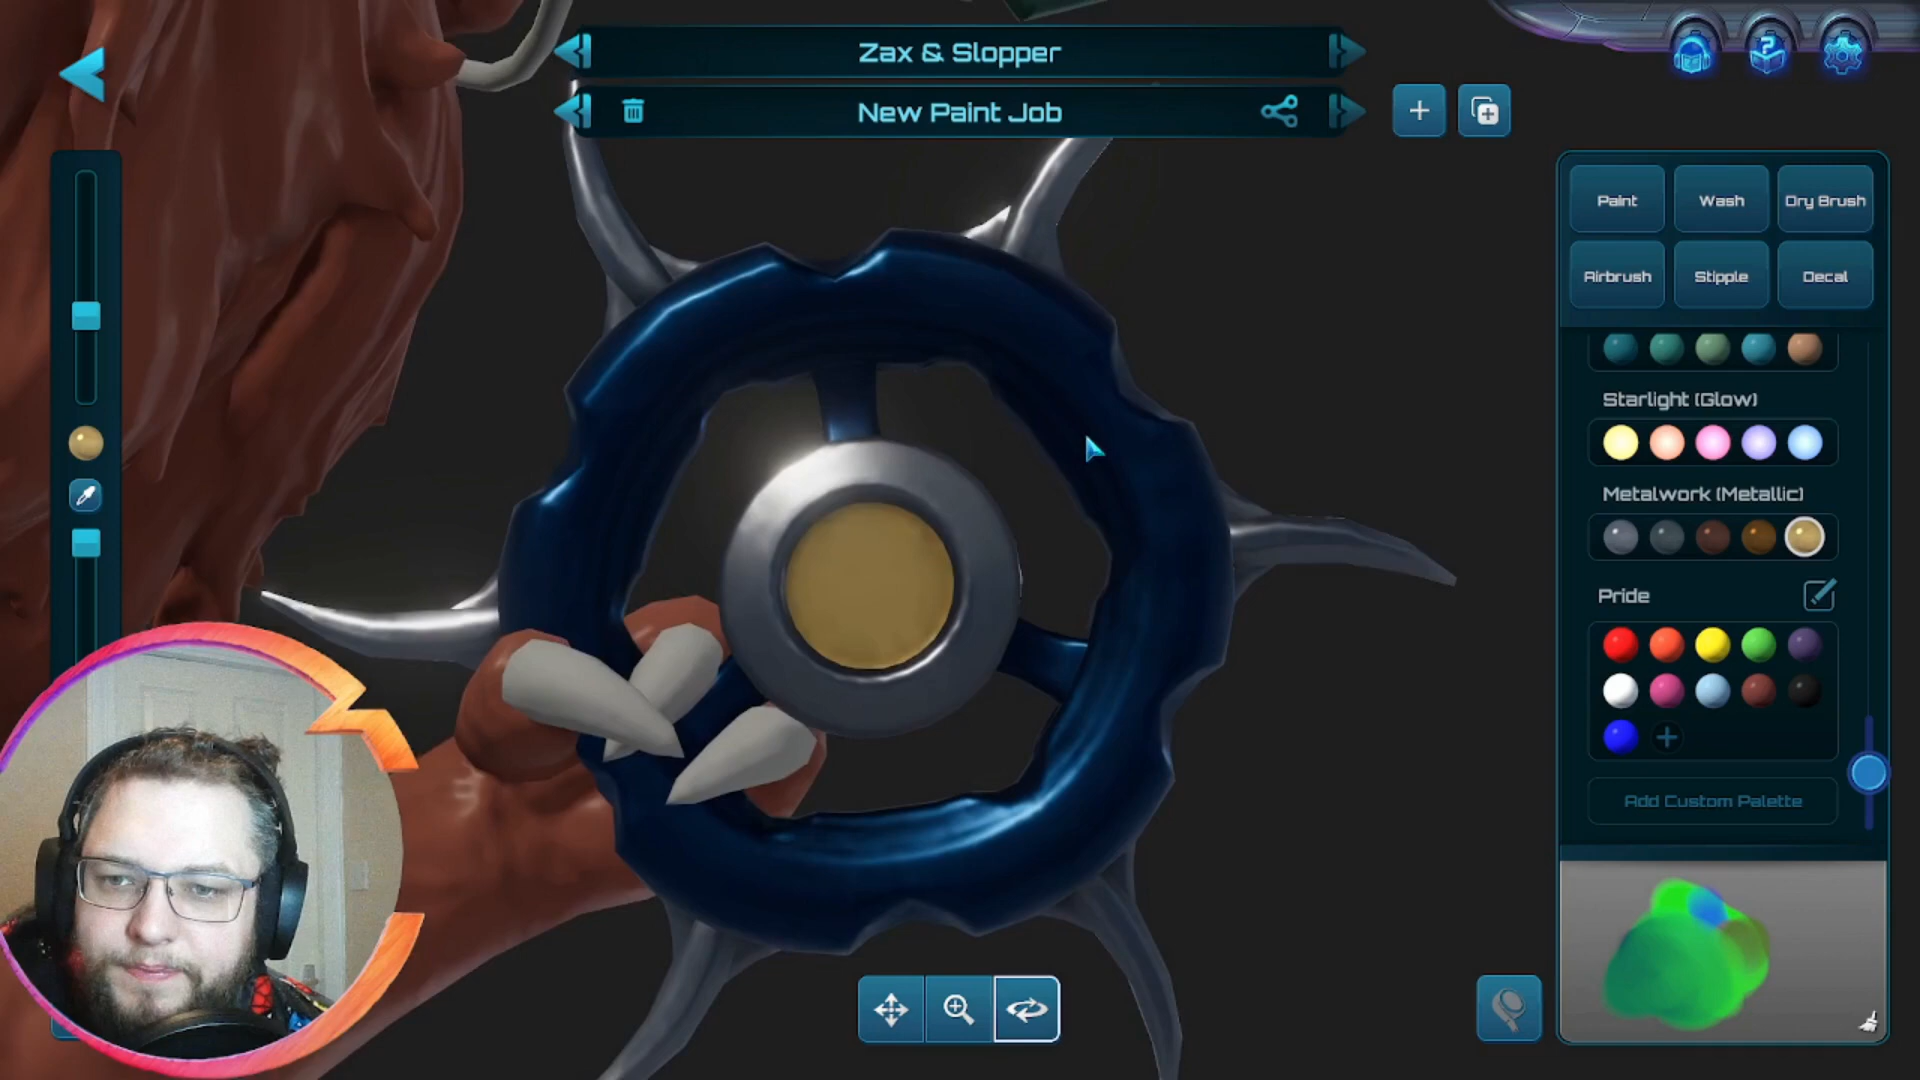 Zax & Slopper
New Paint Job
Paint
Wash
Dry Brush
Airbrush
Stipple
Decal
Starlight (Glow)
Metalwork (Metallic)
Pride
Add Custom Palette